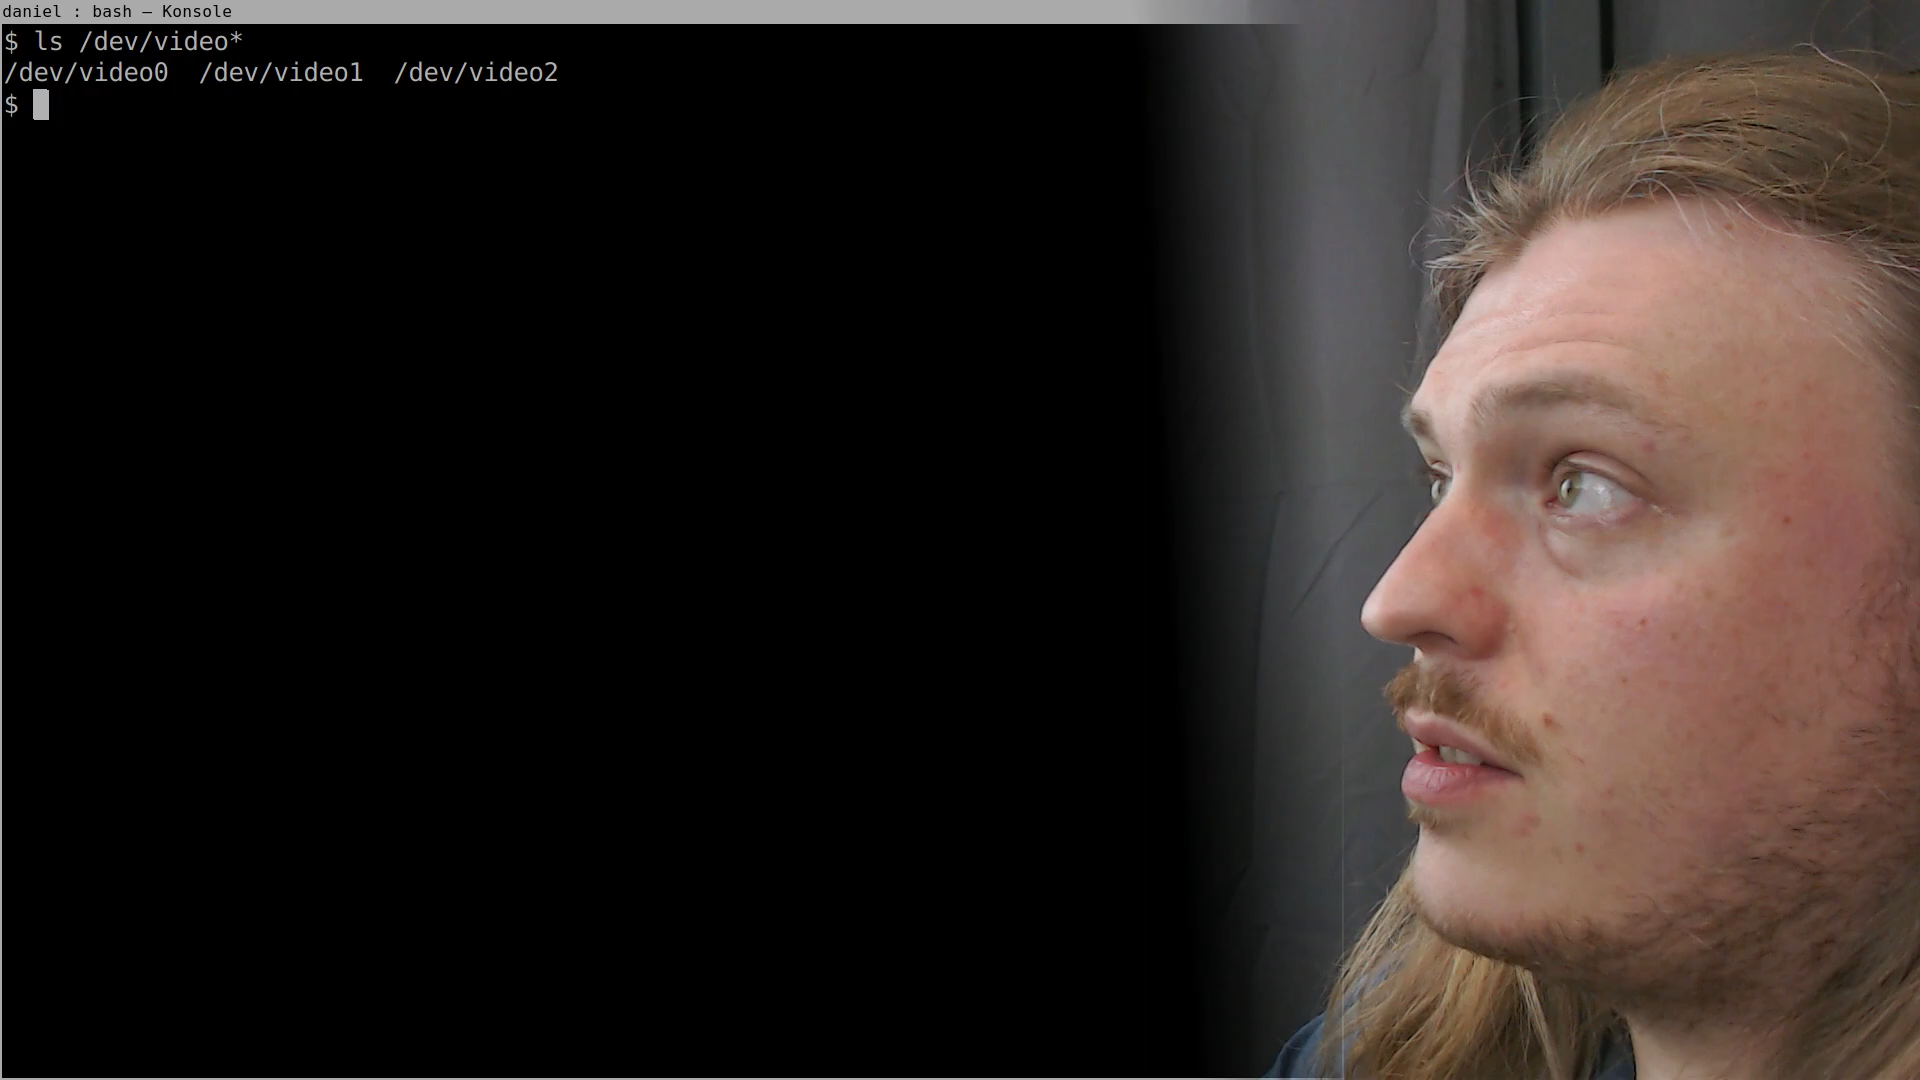 daniel : bash — Konsole
$ ls /dev/video*
/dev/video0  /dev/video1  /dev/video2
$